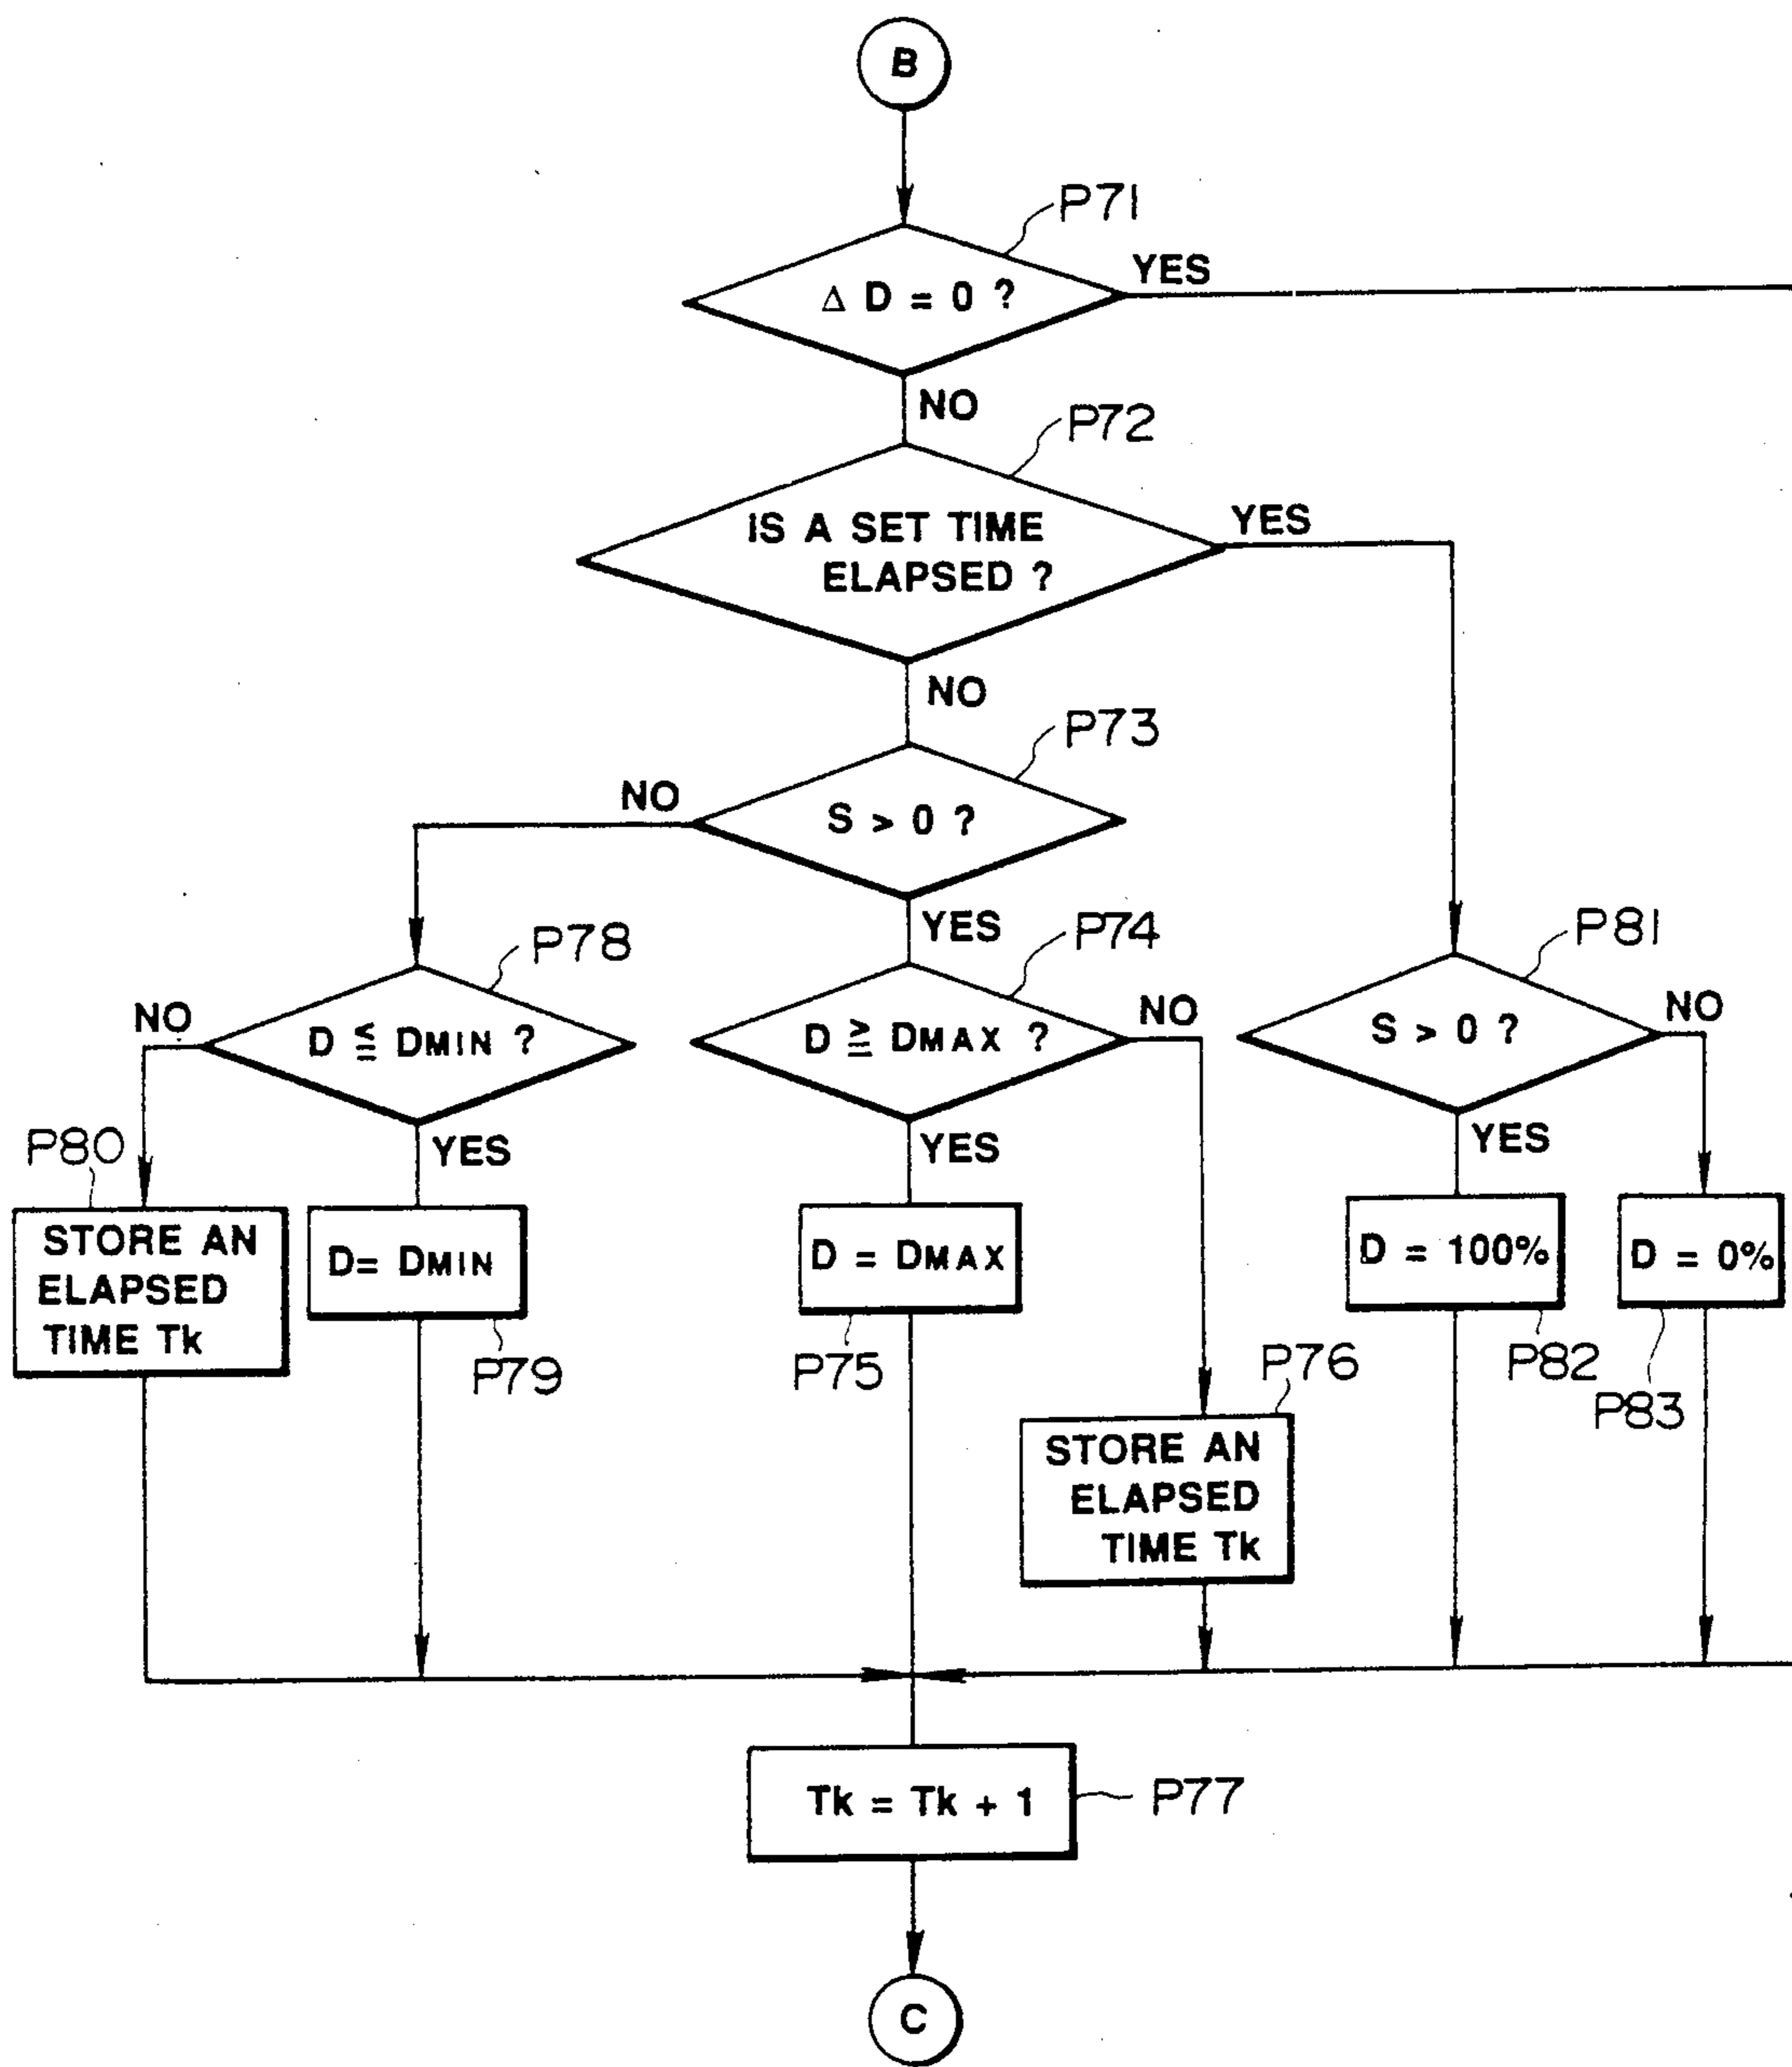 B
P71
YES
Δ D = 0 ?
NO
P72
IS A SET TIME
ELAPSED ?
YES
NO
P73
NO
S > 0 ?
YES
P78
P74
P81
NO
D ≦ DMIN ?
D ≧ DMAX ?
NO
S > 0 ?
NO
P80
YES
YES
YES
STORE AN
ELAPSED
TIME Tk
D= DMIN
D = DMAX
D = 100%
D = 0%
P79
P75
P76
P82
P83
STORE AN
ELAPSED
TIME Tk
Tk = Tk + 1
P77
C